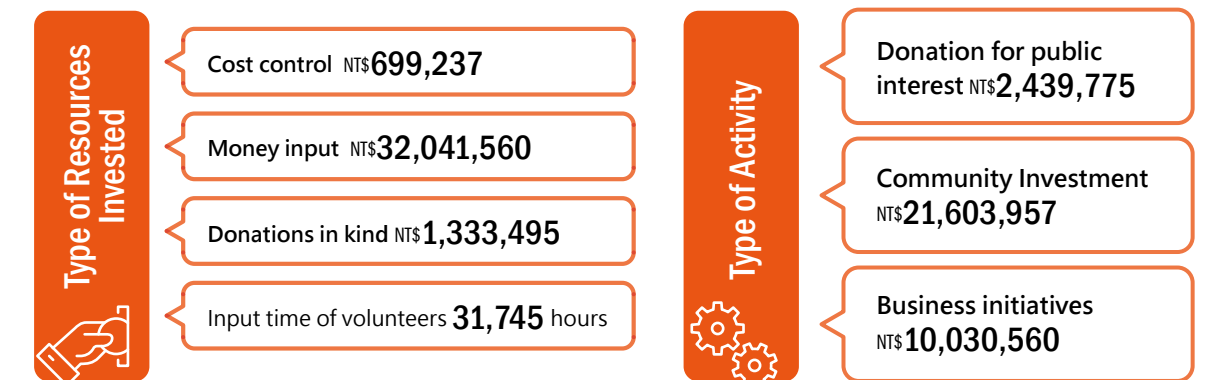 Type of Resources
Invested
Cost control NT$699,237
Money input NT$32,041,560
Donations in kind NT$1,333,495
Input time of volunteers 31,745 hours
Type of Activity
Donation for public
interest NT$2,439,775
Community Investment
NT$21,603,957
Business initiatives
NT$10,030,560